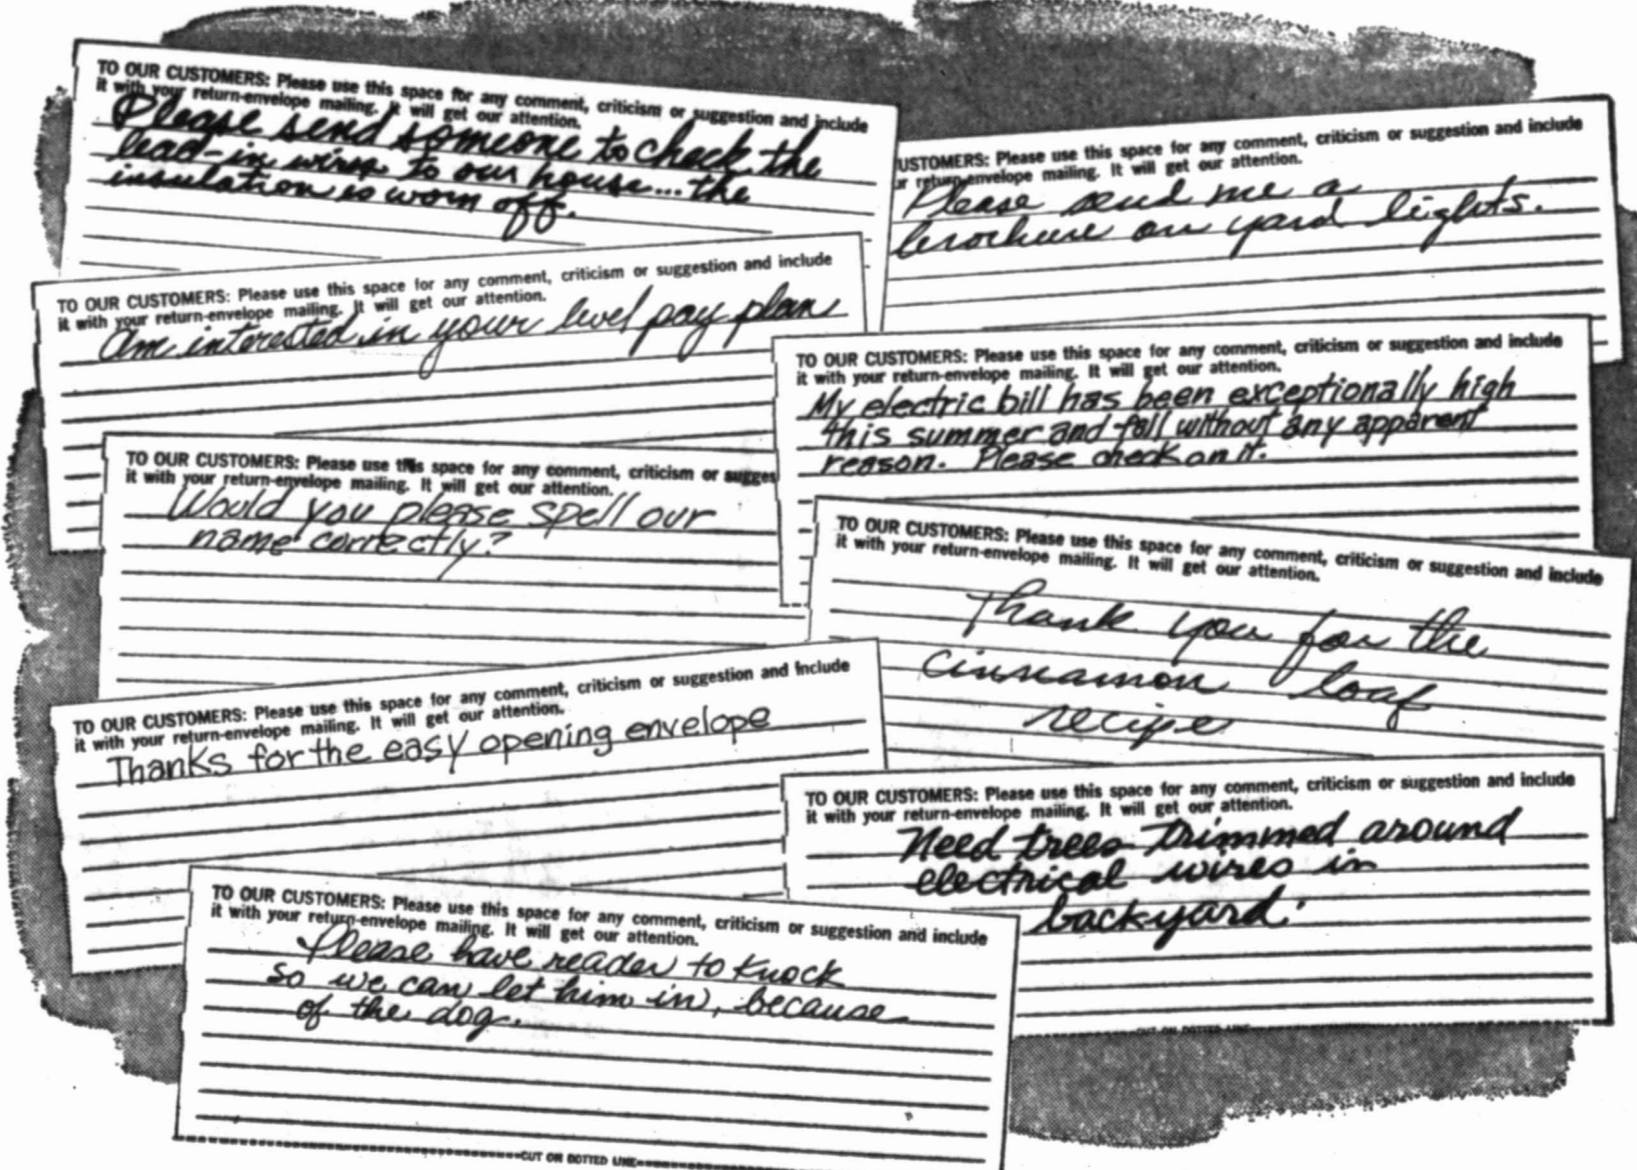 TO OUR CUSTOMERS: Please use this space for any comment, criticism or suggestion and include
it with your return-envelope mailing. It will get our attention.
Please send someone to check the
lead-in wires to our house... the
insulation is worn off.
USTOMERS: Please use this space for any comment, criticism or suggestion and include
r return-envelope mailing. It will get our attention.
Please send me a
brochure on yard lights.
TO OUR CUSTOMERS: Please use this space for any comment, criticism or suggestion and include
it with your return-envelope mailing. It will get our attention.
Am interested in your level pay plan
TO OUR CUSTOMERS: Please use this space for any comment, criticism or suggestion and include
it with your return-envelope mailing. It will get our attention.
My electric bill has been exceptionally high
this summer and fall without any apparent
reason. Please check on it.
TO OUR CUSTOMERS: Please use this space for any comment, criticism or sugges
it with your return-envelope mailing. It will get our attention.
Would you please spell our
name correctly?
TO OUR CUSTOMERS: Please use this space for any comment, criticism or suggestion and include
it with your return-envelope mailing. It will get our attention.
Thank you for the
cinnamon loaf
recipe
TO OUR CUSTOMERS: Please use this space for any comment, criticism or suggestion and include
it with your return-envelope mailing. It will get our attention.
Thanks for the easy opening envelope
TO OUR CUSTOMERS: Please use this space for any comment, criticism or suggestion and include
it with your return-envelope mailing. It will get our attention.
Need trees trimmed around
electrical wires in
backyard.
CUT ON DOTTED LINE
TO OUR CUSTOMERS: Please use this space for any comment, criticism or suggestion and include
it with your return-envelope mailing. It will get our attention.
Please have reader to knock
so we can let him in, because
of the dog.
CUT ON DOTTED LINE